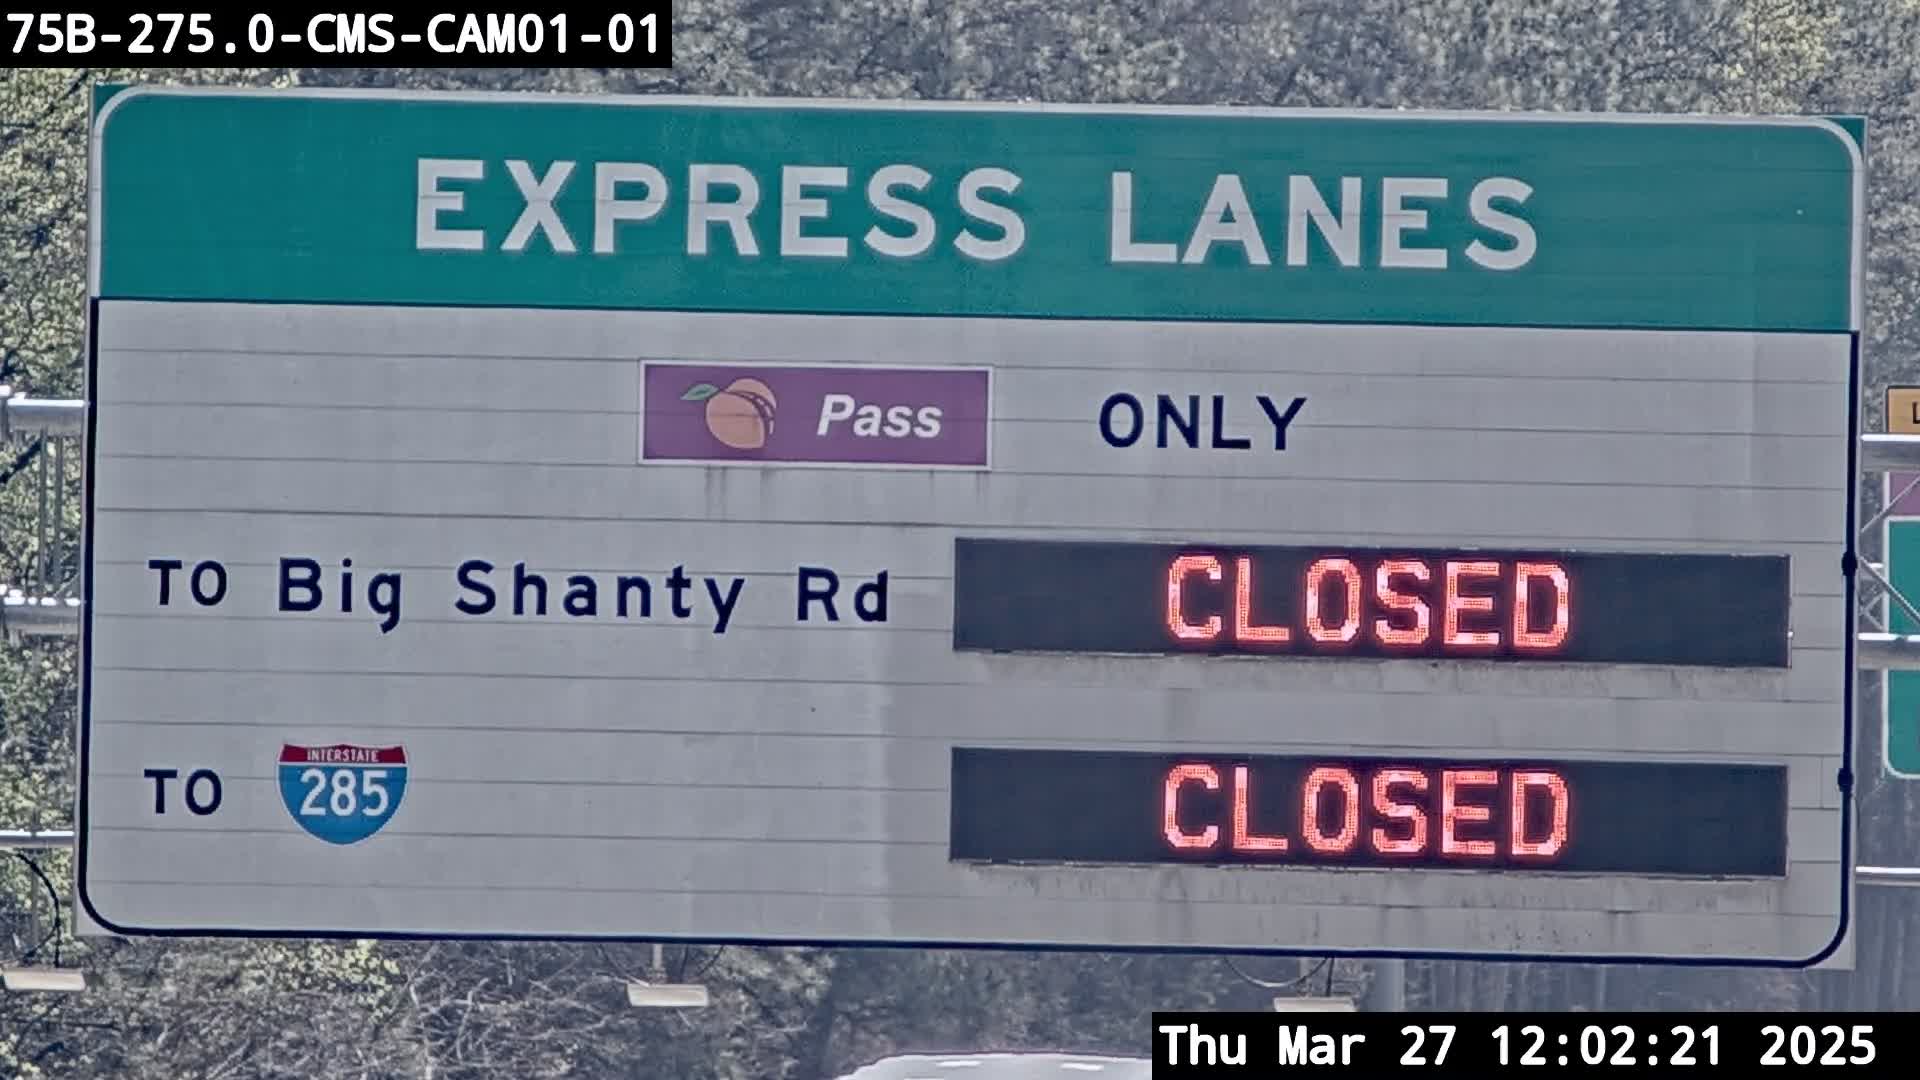 75B-275.0-CMS-CAM01-01
EXPRESS LANES
Pass ONLY
TO Big Shanty Rd CLOSED
INTERSTATE
TO 285 CLOSED
Thu Mar 27 12:02:21 2025